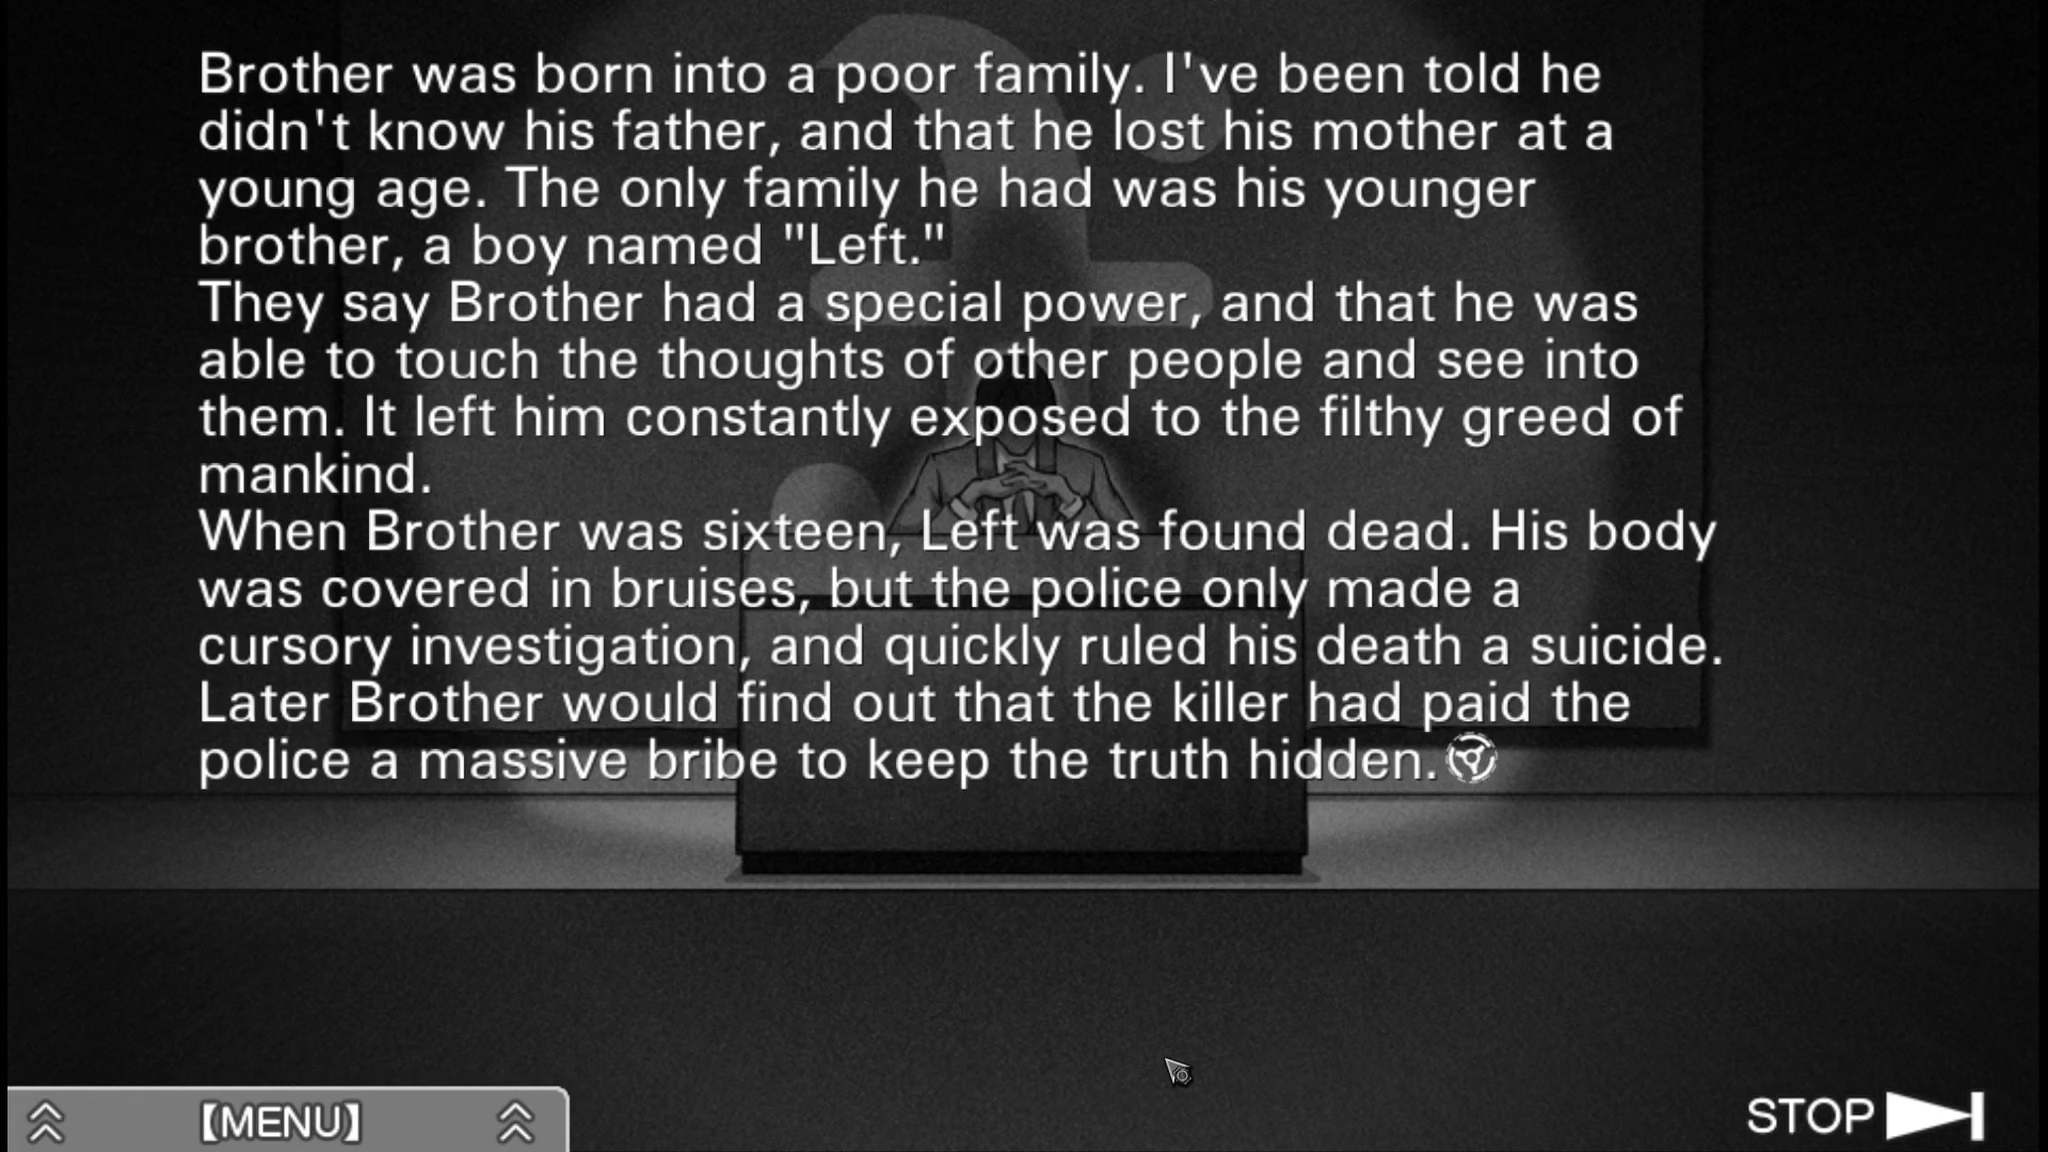 Brother was born into a poor family. I've been told he
didn't know his father, and that he lost his mother at a
young age. The only family he had was his younger
brother, a boy named "Left."
They say Brother had a special power, and that he was
able to touch the thoughts of other people and see into
them. It left him constantly exposed to the filthy greed of
mankind.
When Brother was sixteen, Left was found dead. His body
was covered in bruises, but the police only made a
cursory investigation, and quickly ruled his death a suicide.
Later Brother would find out that the killer had paid the
police a massive bribe to keep the truth hidden.
【MENU】
STOP